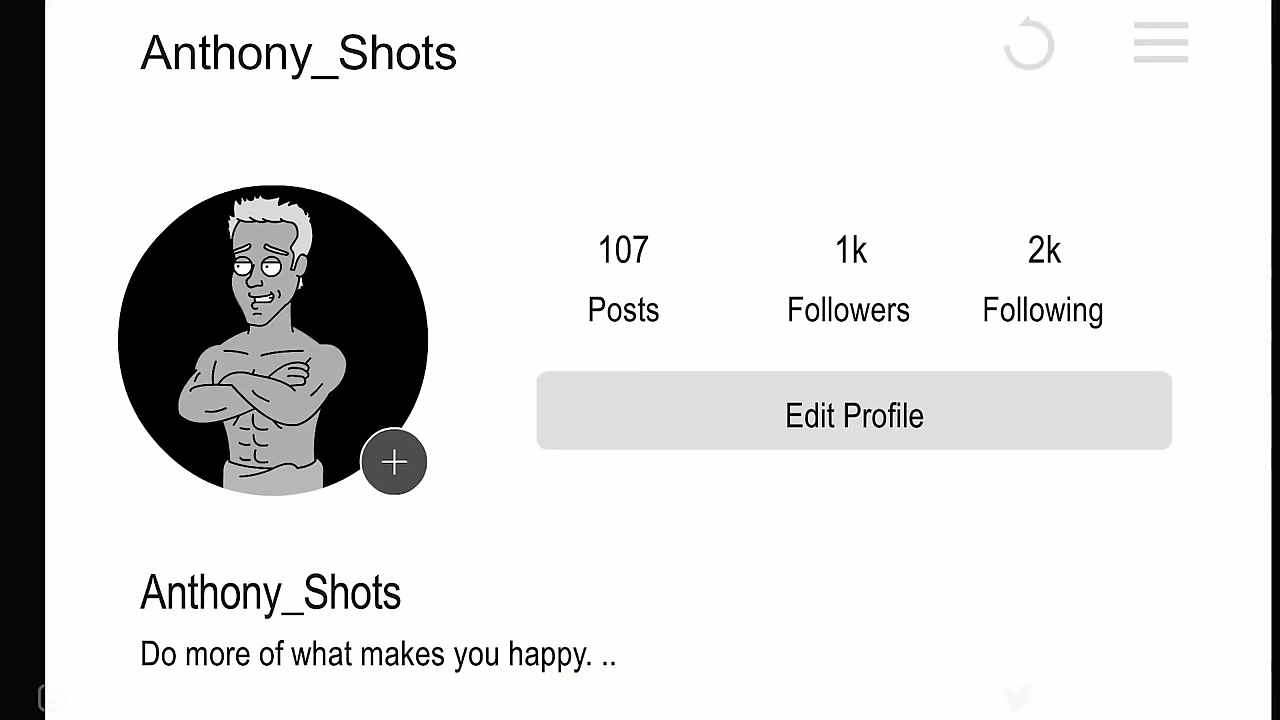 Anthony_Shots
107 1k 2k
Posts Followers Following
Edit Profile
Anthony_Shots
Do more of what makes you happy. ..